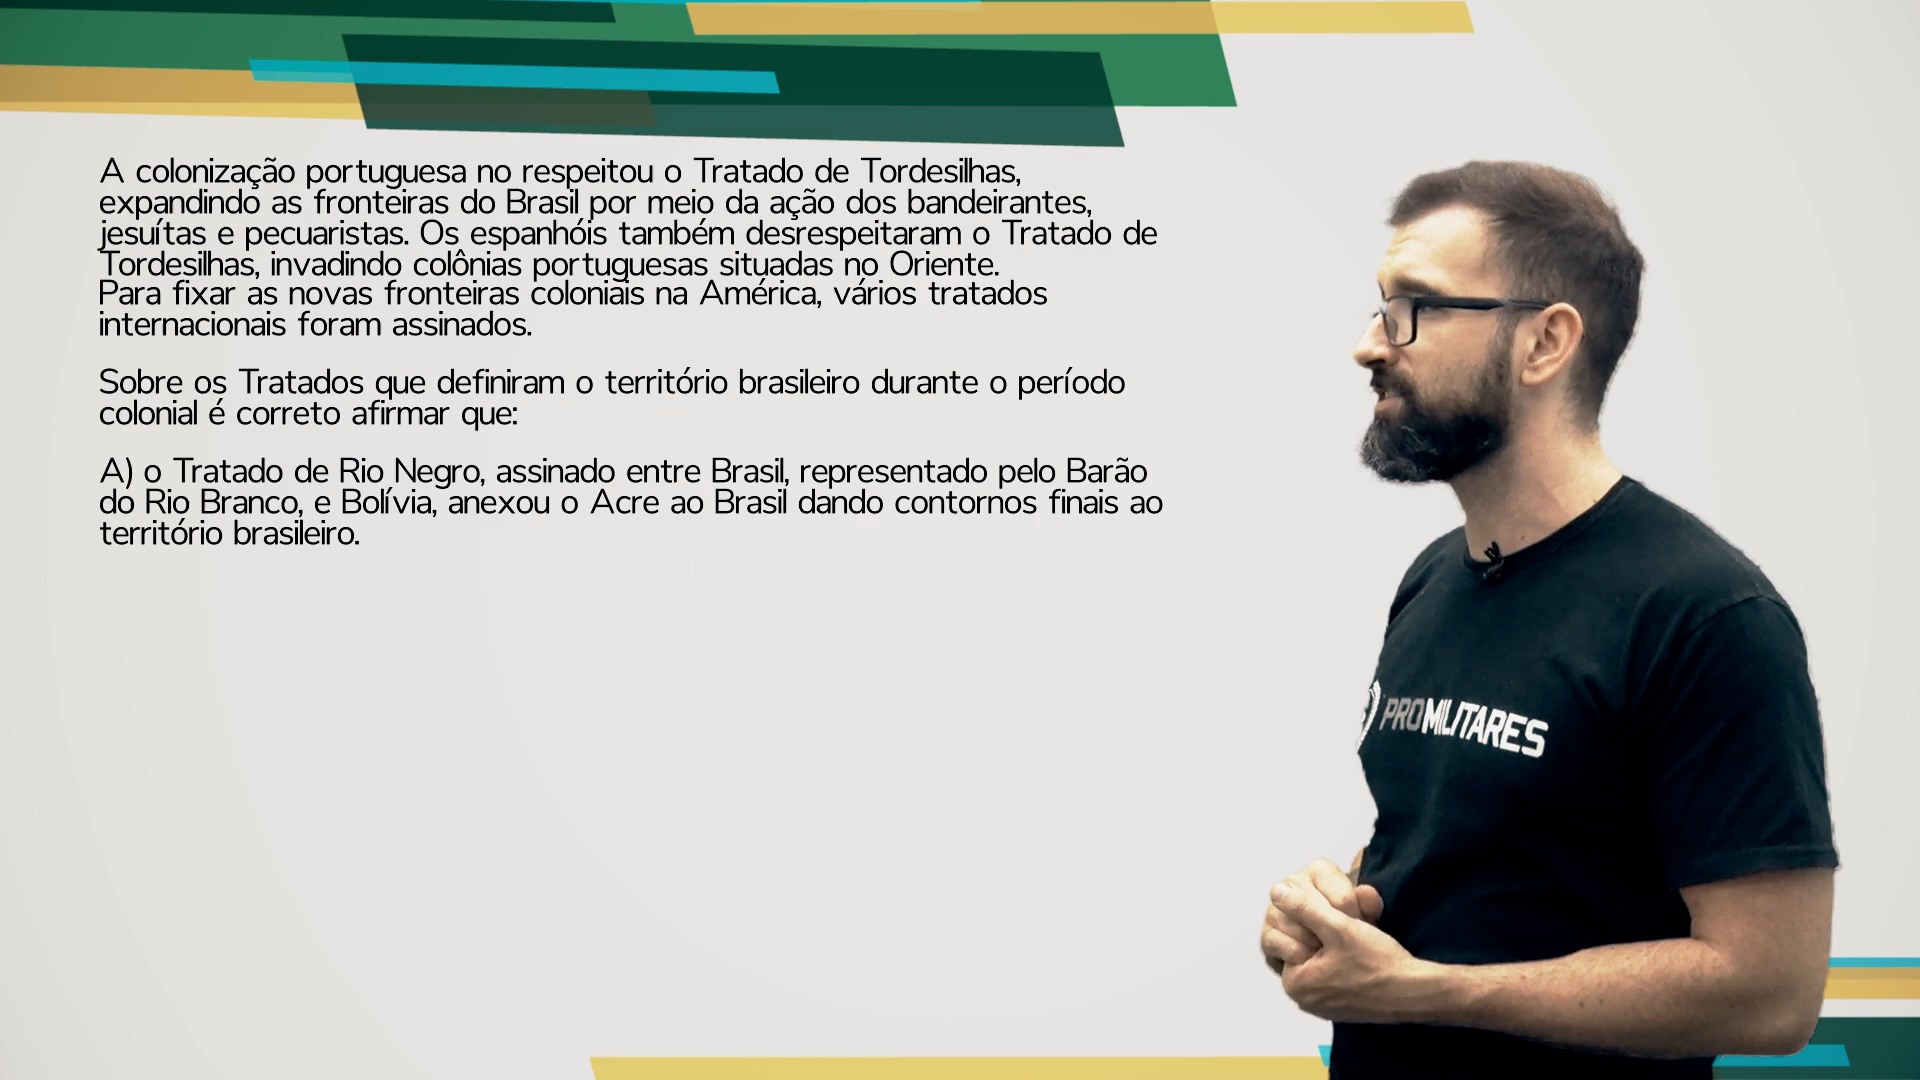 A colonização portuguesa no respeitou o Tratado de Tordesilhas,
expandindo as fronteiras do Brasil por meio da ação dos bandeirantes,
jesuítas e pecuaristas. Os espanhóis também desrespeitaram o Tratado de
Tordesilhas, invadindo colônias portuguesas situadas no Oriente.
Para fixar as novas fronteiras coloniais na América, vários tratados
internacionais foram assinados.
Sobre os Tratados que definiram o território brasileiro durante o período
colonial é correto afirmar que:
A) o Tratado de Rio Negro, assinado entre Brasil, representado pelo Barão
do Rio Branco, e Bolívia, anexou o Acre ao Brasil dando contornos finais ao
território brasileiro.
PROMILITARES